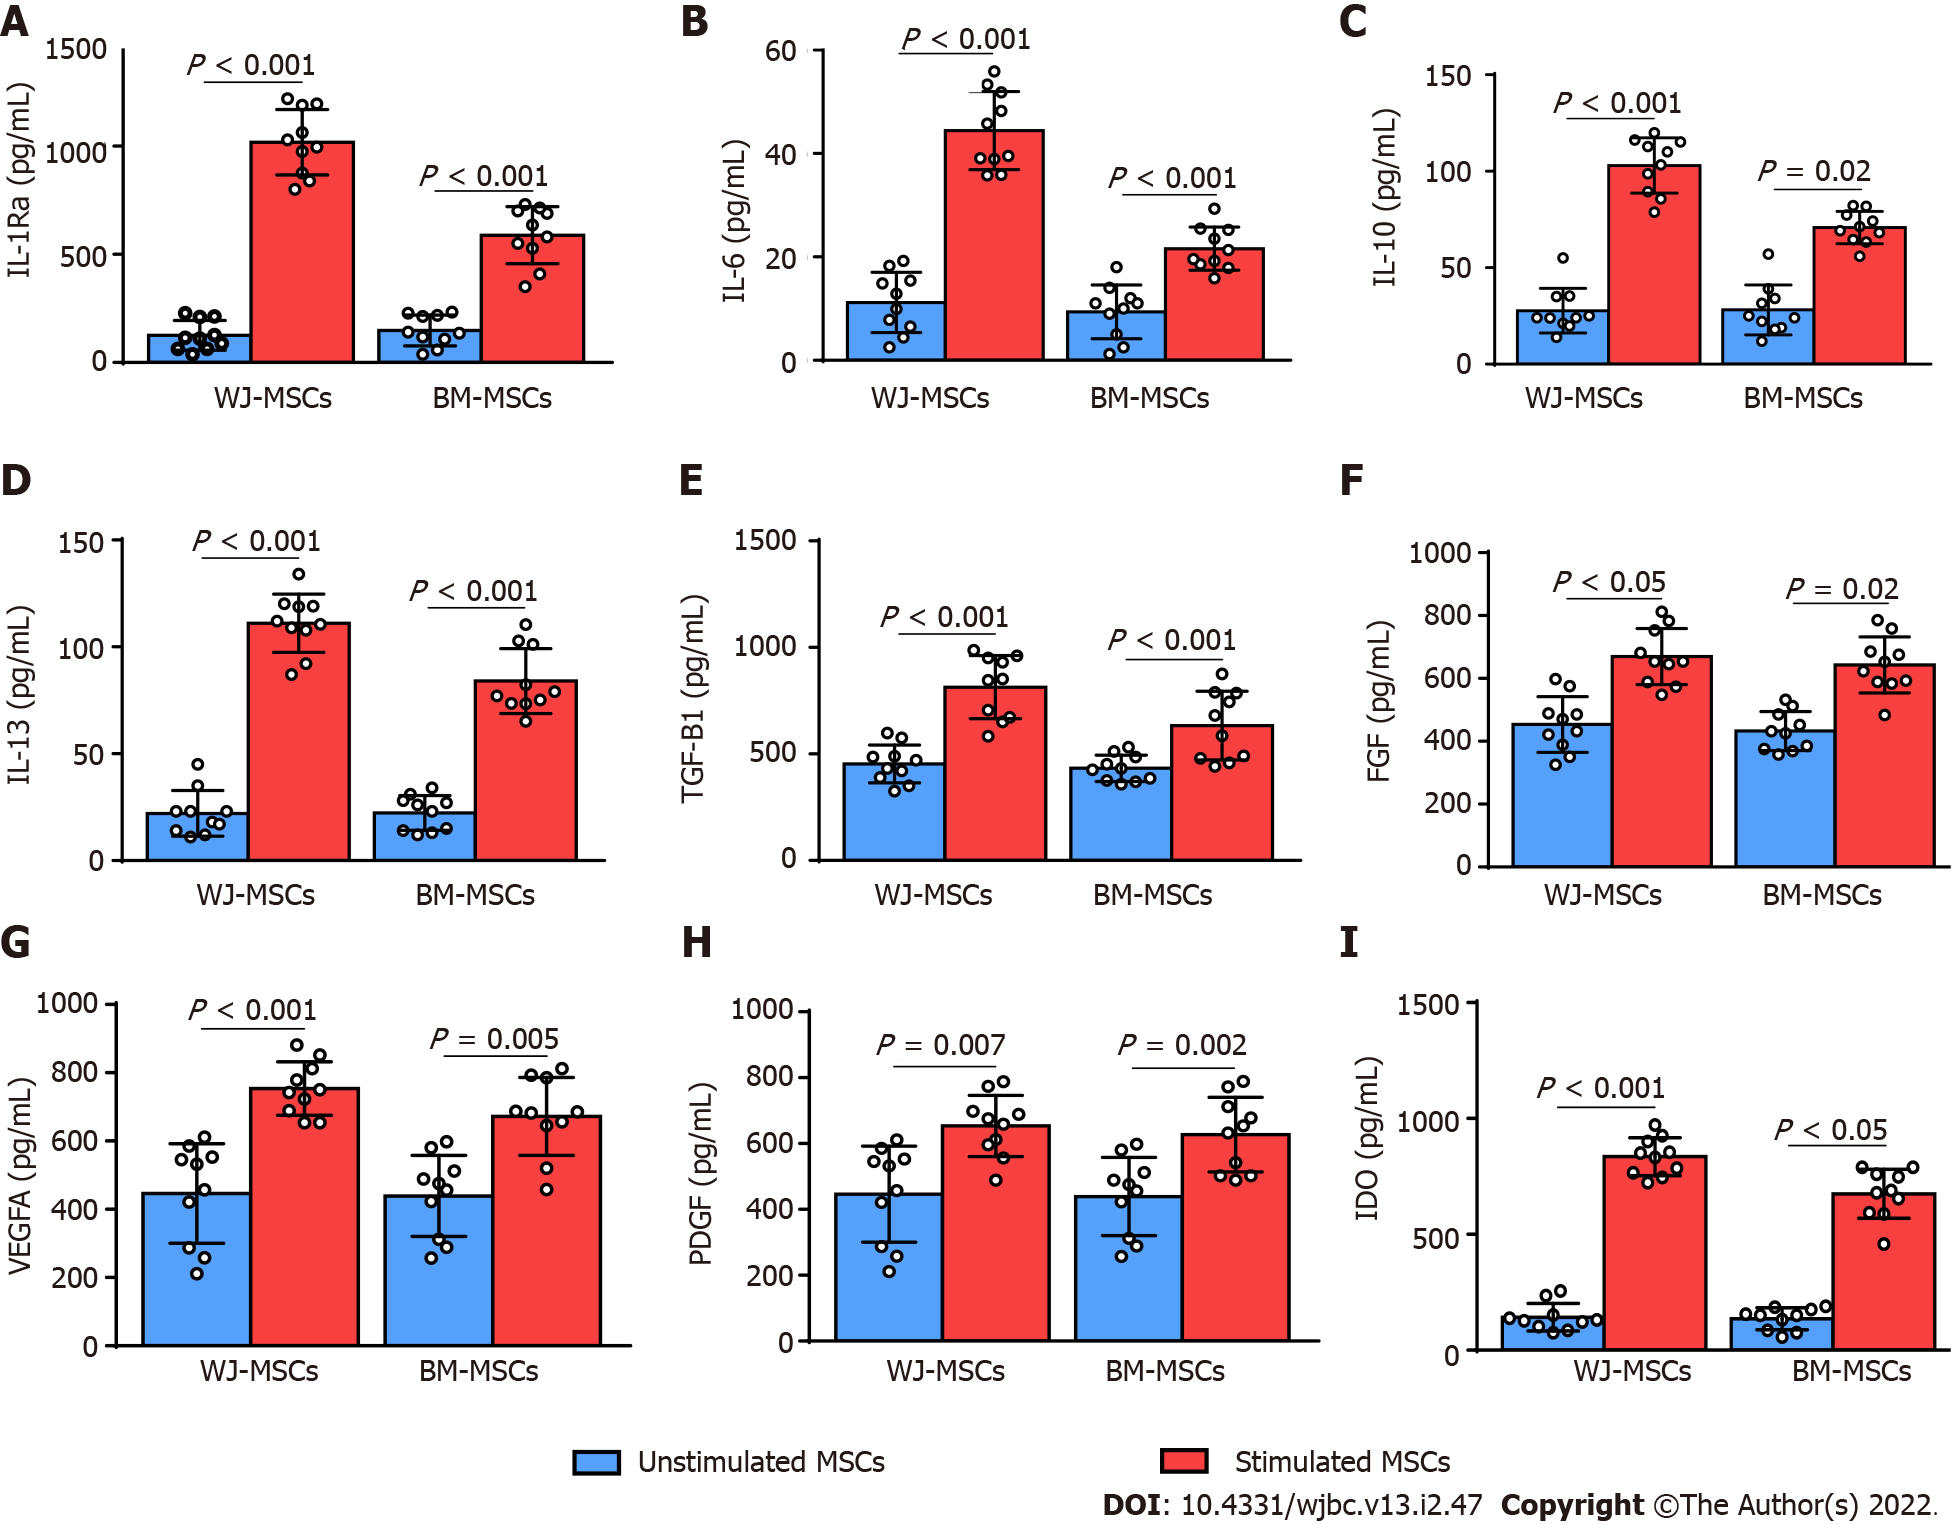 A
IL-1Ra (pg/mL)
1500
1000
500
0
P < 0.001
P < 0.001
WJ-MSCs
BM-MSCs
B
IL-6 (pg/mL)
60
40
20
0
P < 0.001
P < 0.001
WJ-MSCs
BM-MSCs
C
IL-10 (pg/mL)
150
100
50
0
P < 0.001
P = 0.02
WJ-MSCs
BM-MSCs
D
IL-13 (pg/mL)
150
100
50
0
P < 0.001
P < 0.001
WJ-MSCs
BM-MSCs
E
TGF-B1 (pg/mL)
1500
1000
500
0
P < 0.001
P < 0.001
WJ-MSCs
BM-MSCs
F
FGF (pg/mL)
1000
800
600
400
200
0
P < 0.05
P = 0.02
WJ-MSCs
BM-MSCs
G
VEGFA (pg/mL)
1000
800
600
400
200
0
P < 0.001
P = 0.005
WJ-MSCs
BM-MSCs
H
PDGF (pg/mL)
1000
800
600
400
200
0
P = 0.007
P = 0.002
WJ-MSCs
BM-MSCs
I
IDO (pg/mL)
1500
1000
500
0
P < 0.001
P < 0.05
WJ-MSCs
BM-MSCs
Unstimulated MSCs
Stimulated MSCs
DOI: 10.4331/wjbc.v13.i2.47 Copyright ©The Author(s) 2022.